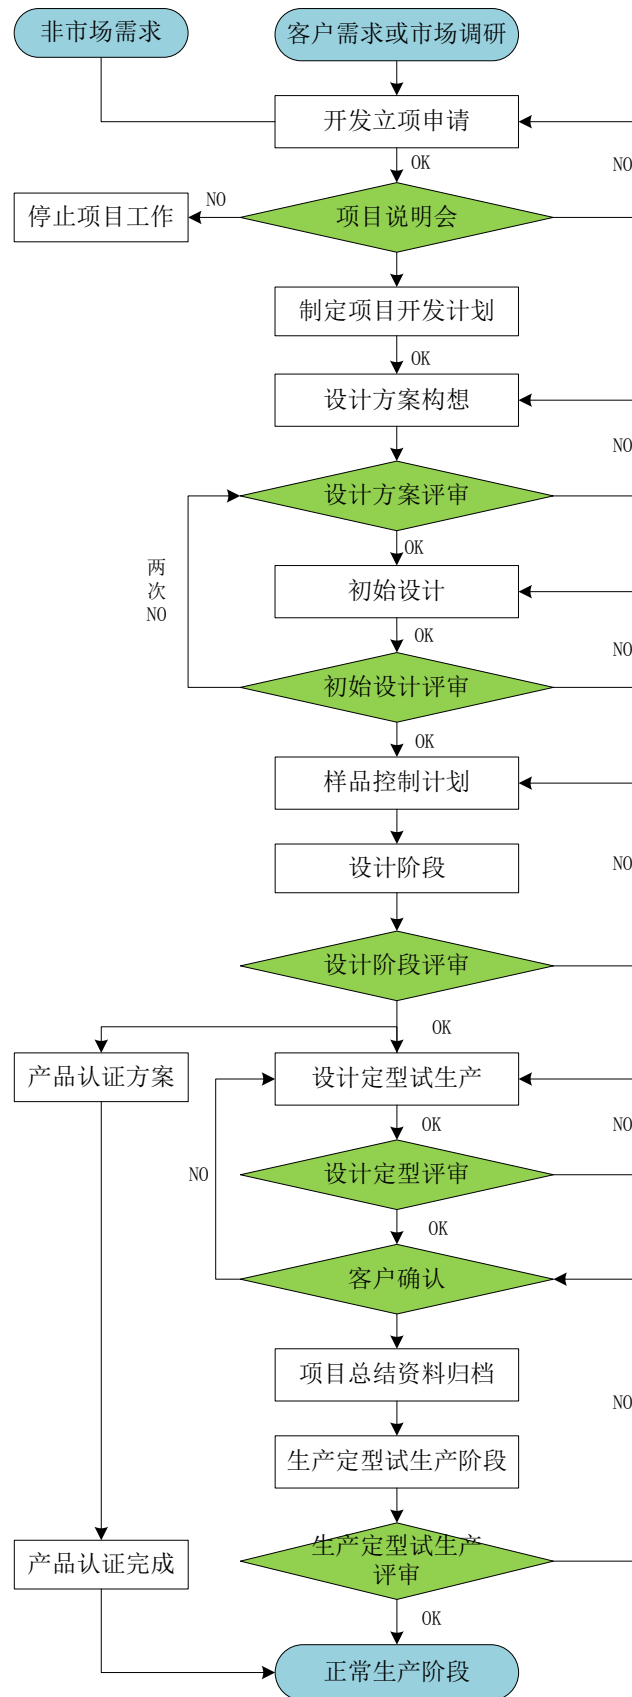 非市场需求
客户需求或市场调研
开发立项申请
OK
NO
NO
停止项目工作
项目说明会
制定项目开发计划
OK
设计方案构想
NO
设计方案评审
OK
两
次
NO
初始设计
OK
NO
初始设计评审
OK
样品控制计划
NO
设计阶段
设计阶段评审
OK
产品认证方案
设计定型试生产
OK
NO
NO
设计定型评审
OK
客户确认
项目总结资料归档
NO
生产定型试生产阶段
生产定型试生产
评审
产品认证完成
OK
正常生产阶段